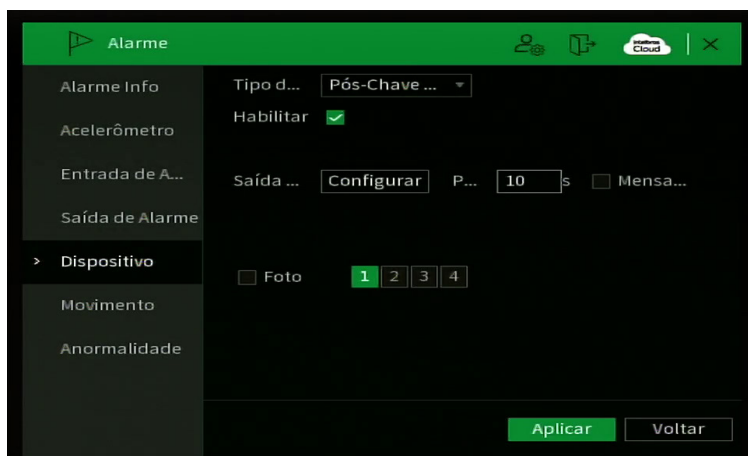 Alarme
intelbras
Cloud
Alarme Info
Acelerômetro
Entrada de A...
Saída de Alarme
> Dispositivo
Movimento
Anormalidade
Tipo d... Pós-Chave ...
Habilitar
Saída ... Configurar P... 10 s Mensa...
Foto 1 2 3 4
Aplicar Voltar